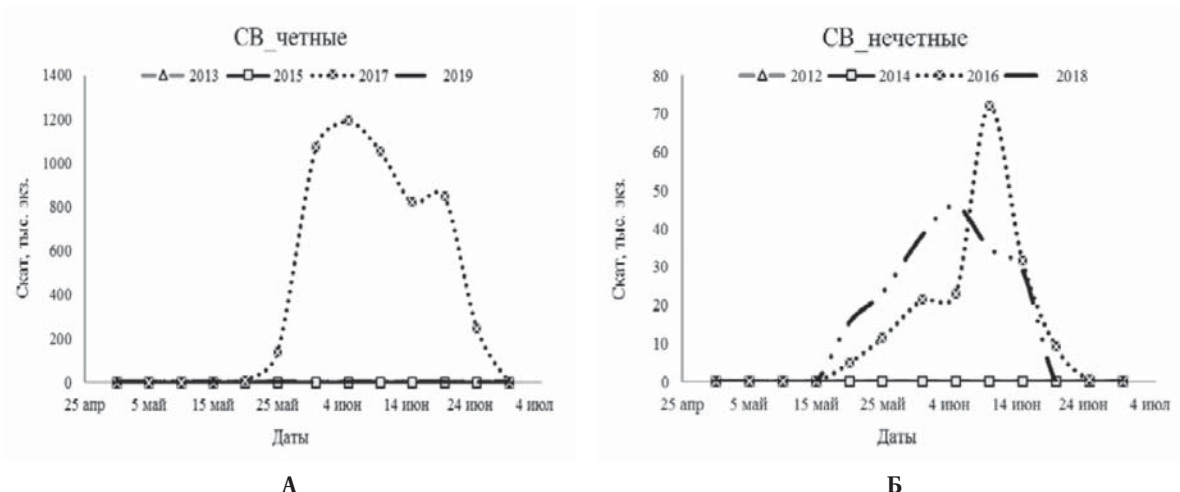 СВ_четные
2013 2015 2017 2019
1400
1200
1000
800
600
400
200
0
Скат, тыс. экз.
25 апр 5 май 15 май 25 май 4 июн 14 июн 24 июн 4 июл
Даты
А
СВ_нечетные
2012 2014 2016 2018
80
70
60
50
40
30
20
10
0
Скат, тыс. экз.
25 апр 5 май 15 май 25 май 4 июн 14 июн 24 июн 4 июл
Даты
Б